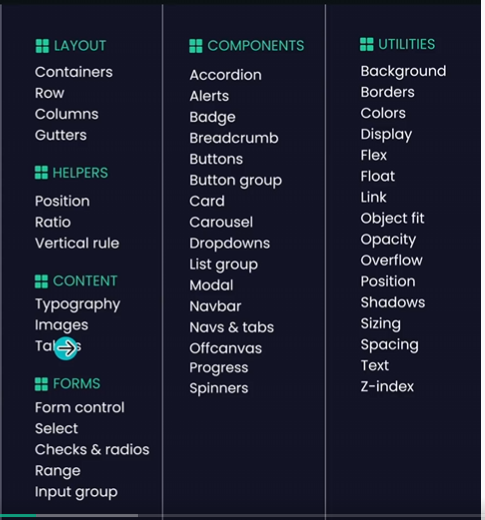 LAYOUT
Containers
Row
Columns
Gutters
HELPERS
Position
Ratio
Vertical rule
CONTENT
Typography
Images
FORMS
Form control
Select
Checks & radios
Range
Input group
COMPONENTS
Accordion
Alerts
Badge
Breadcrumb
Buttons
Button group
Card
Carousel
Dropdowns
List group
Modal
Navbar
Navs & tabs
Offcanvas
Progress
Spinners
UTILITIES
Background
Borders
Colors
Display
Flex
Float
Link
Object fit
Opacity
Overflow
Position
Shadows
Sizing
Spacing
Text
Z-index